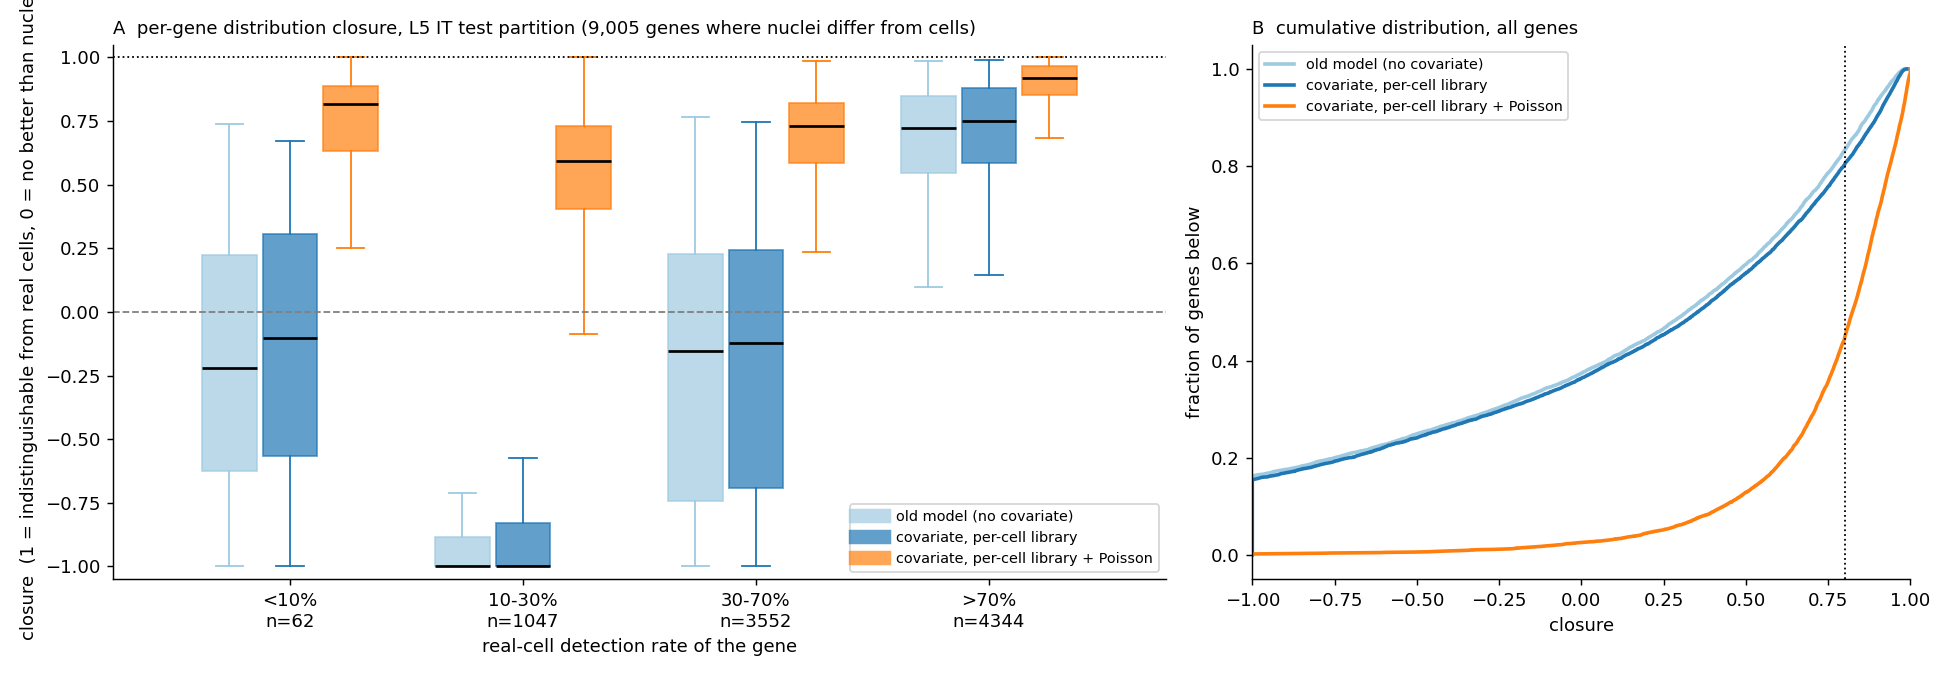 A  per-gene distribution closure, L5 IT test partition (9,005 genes where nuclei differ from cells)
closure  (1 = indistinguishable from real cells, 0 = no better than
1.00
0.75
0.50
0.25
0.00
−0.25
−0.50
−0.75
−1.00
old model (no covariate)
covariate, per-cell library
covariate, per-cell library + Poisson
<10%
n=62
10-30%
n=1047
30-70%
n=3552
>70%
n=4344
real-cell detection rate of the gene
B  cumulative distribution, all genes
fraction of genes below
1.0
0.8
0.6
0.4
0.2
0.0
old model (no covariate)
covariate, per-cell library
covariate, per-cell library + Poisson
−1.00 −0.75 −0.50 −0.25 0.00 0.25 0.50 0.75 1.00
closure